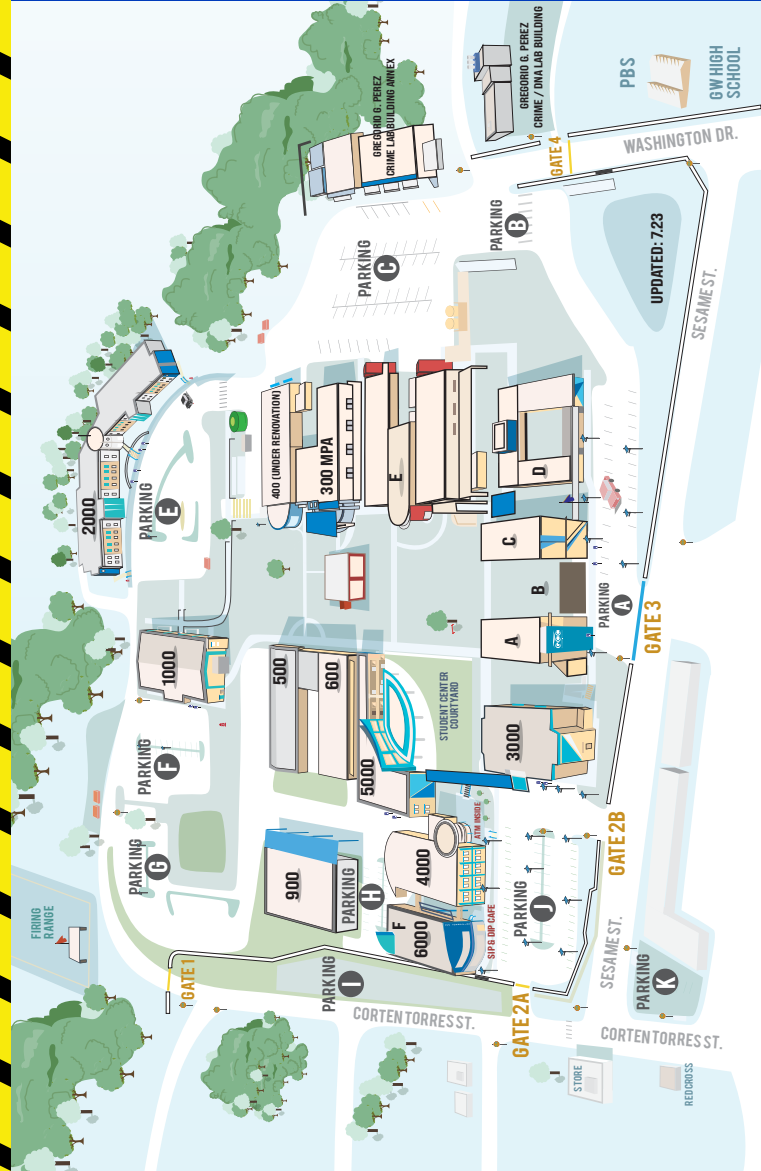 GREGORIO G. PEREZ
CRIME LAB BUILDING ANNEX
GREGORIO G. PEREZ
CRIME / DNA LAB BUILDING
PBS
GW HIGH
SCHOOL
GATE 4
WASHINGTON DR.
PARKING
B
PARKING
C
UPDATED: 7.23
SESAME ST.
2000
PARKING
E
400 (UNDER RENOVATION)
300 MPA
E
D
C
B
A
PARKING
A
GATE 3
1000
500
600
5000
STUDENT CENTER
COURTYARD
3000
PARKING
F
PARKING
G
900
PARKING
H
4000
ATM INSIDE
F
6000
SIP & DIP CAFE
PARKING
J
GATE 2B
SESAME ST.
FIRING
RANGE
GATE 1
PARKING
I
CORTEN TORRES ST.
GATE 2A
PARKING
K
CORTEN TORRES ST.
STORE
REDCROSS